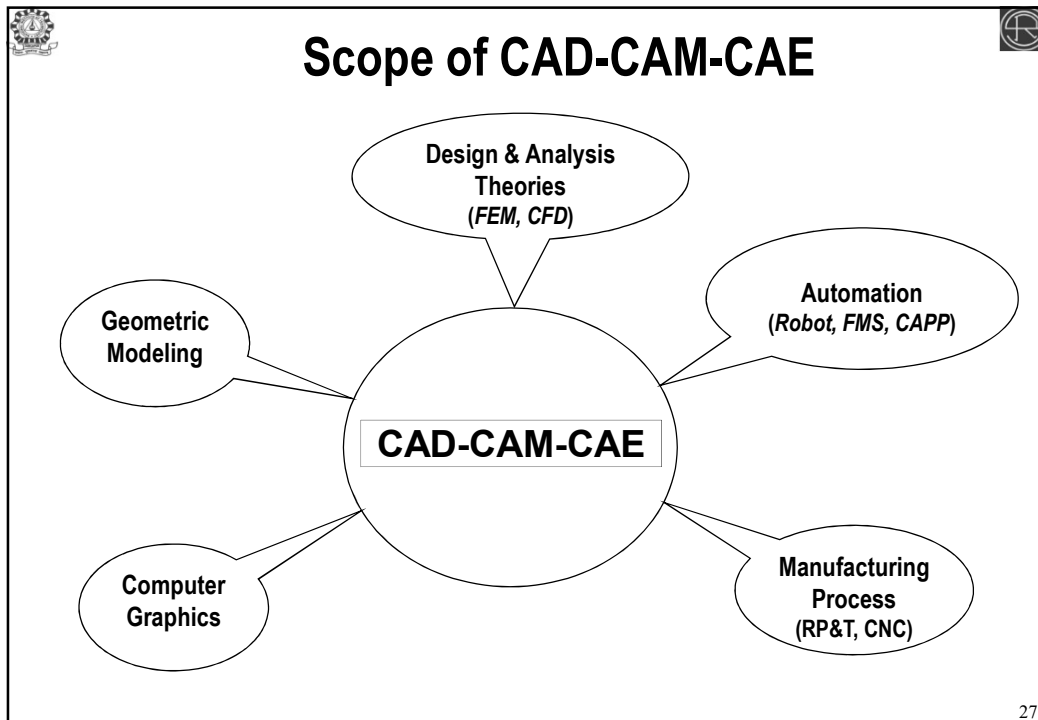 Scope of CAD-CAM-CAE
Design & Analysis
Theories
(FEM, CFD)
Automation
(Robot, FMS, CAPP)
Geometric
Modeling
CAD-CAM-CAE
Computer
Graphics
Manufacturing
Process
(RP&T, CNC)
27